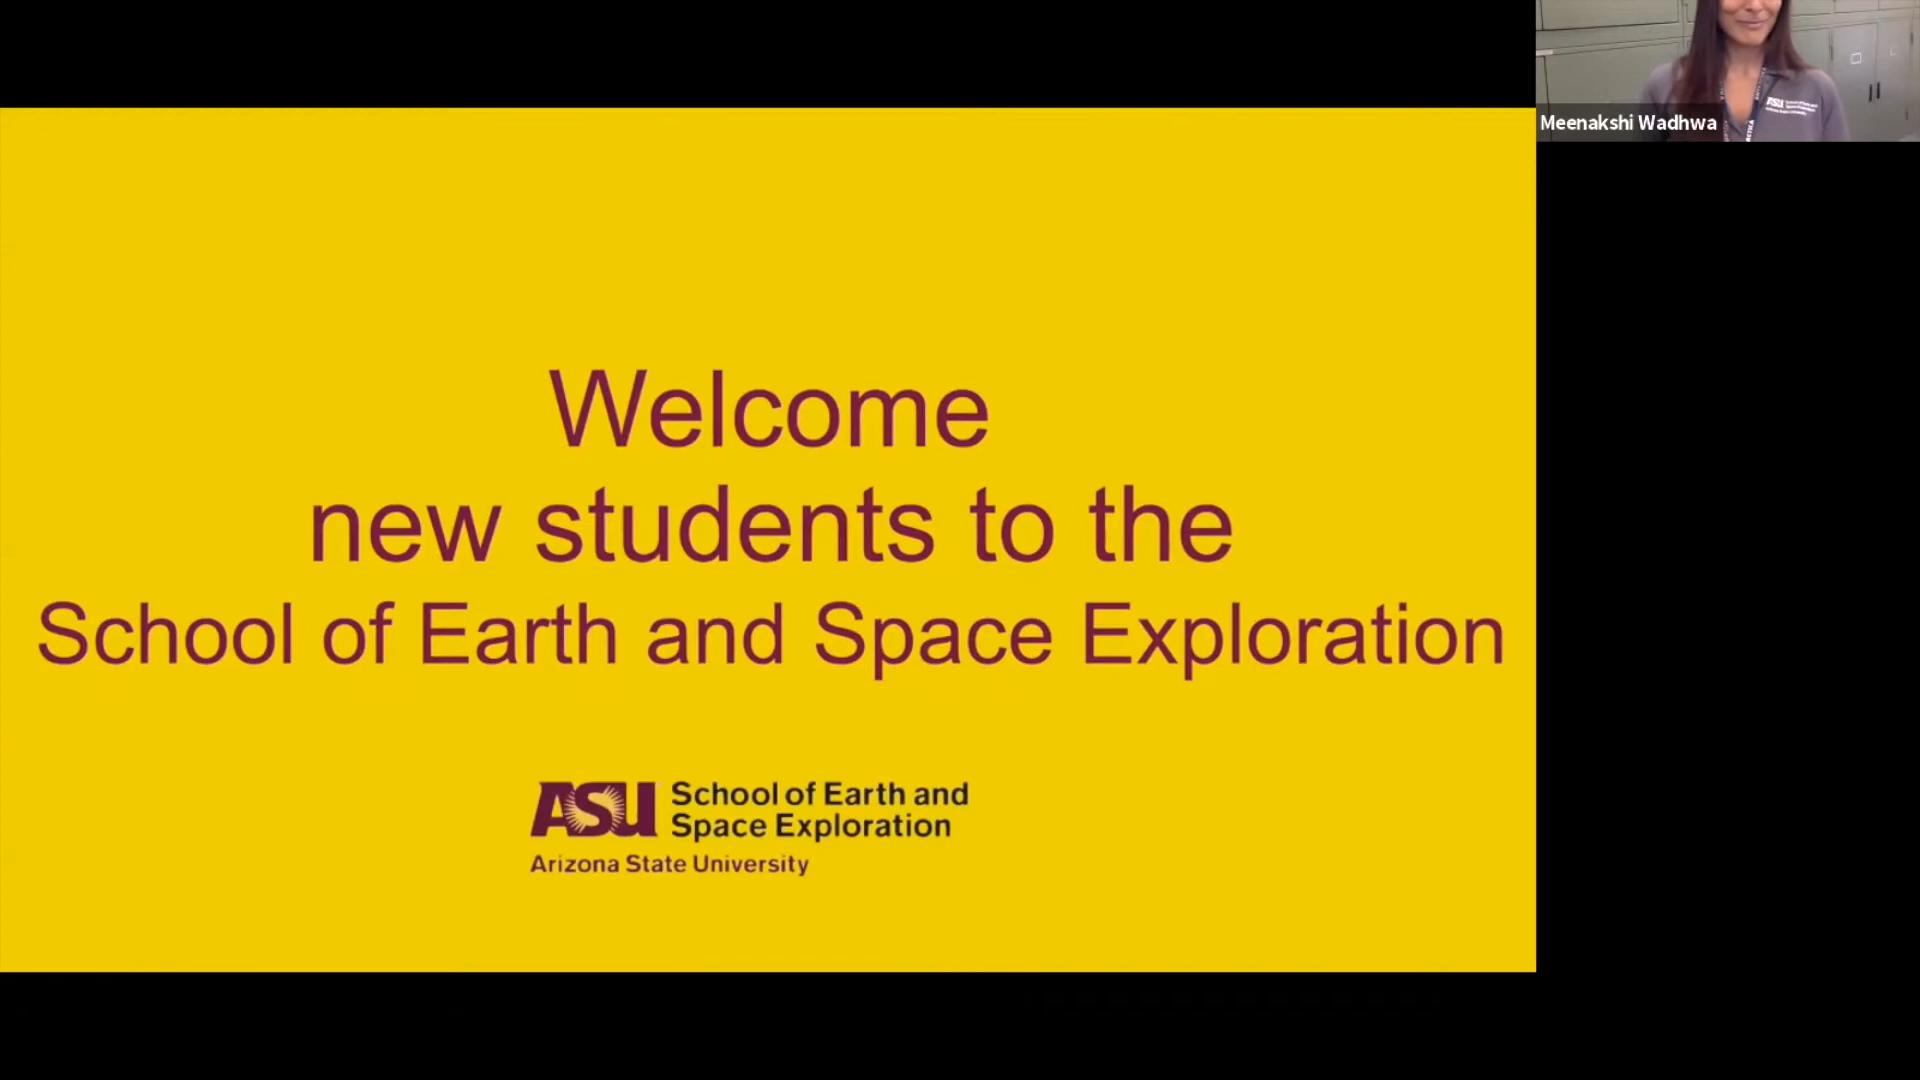 Welcome
new students to the
School of Earth and Space Exploration
ASU School of Earth and
Space Exploration
Arizona State University
Meenakshi Wadhwa
ASU